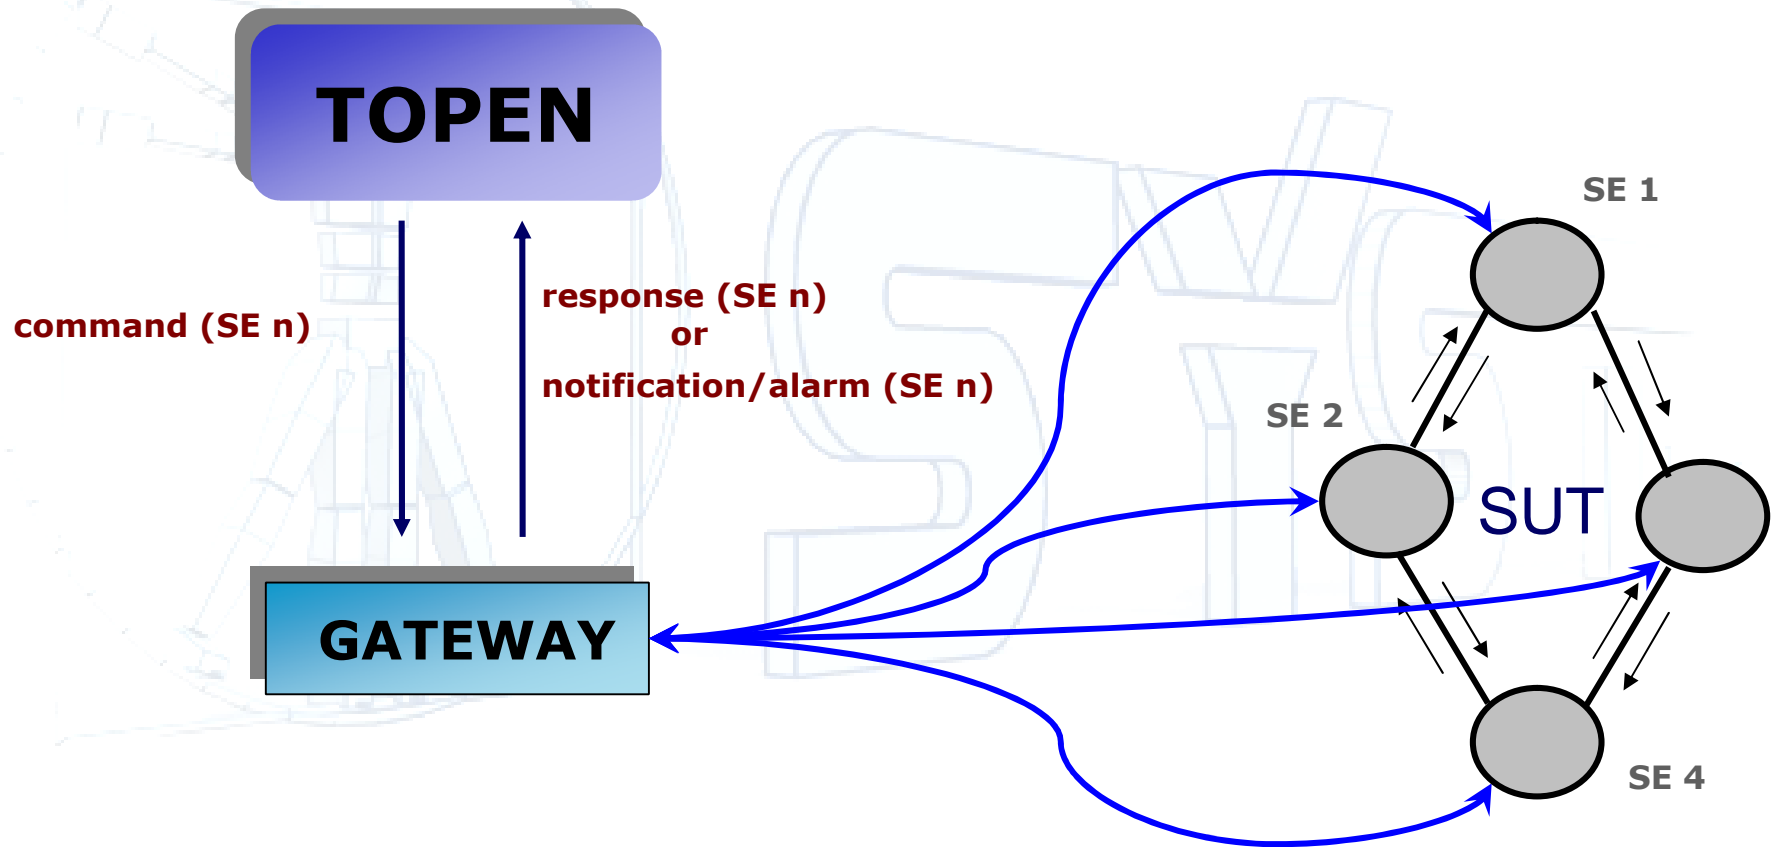 TOPEN
SE 1
response (SE n)
command (SE n)
or
notification/alarm (SE n)
SE 2
SUT
GATEWAY
SE 4